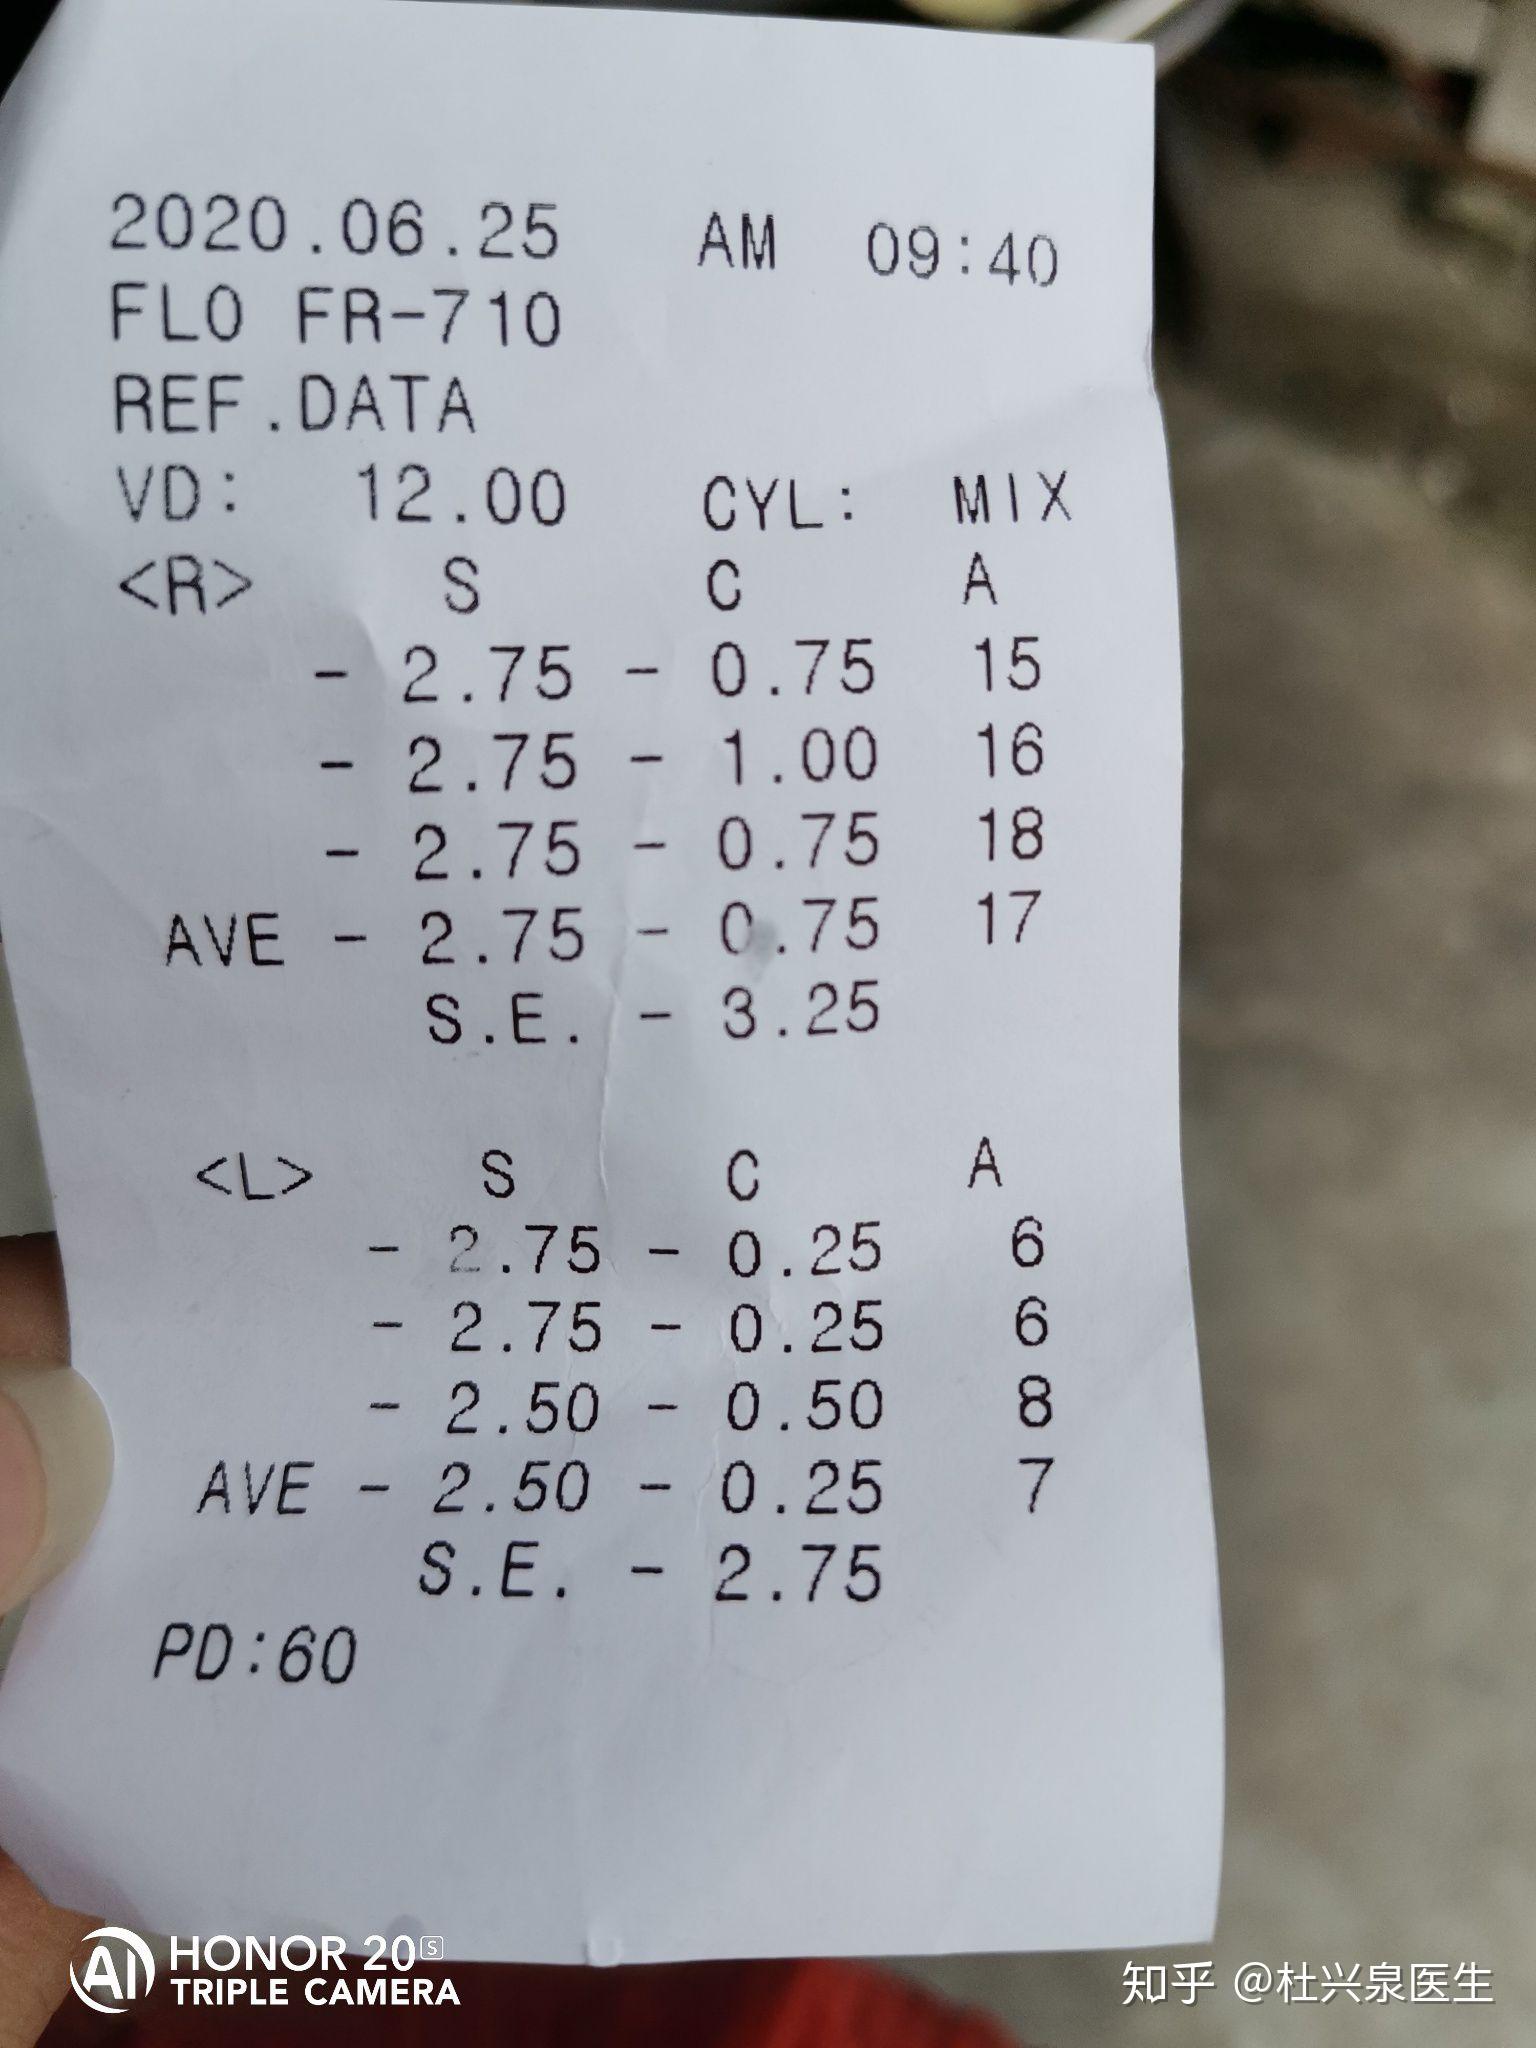 2020.06.25 AM 09:40
FLO FR-710
REF.DATA
VD: 12.00 CYL: MIX
<R> S C A
- 2.75 - 0.75 15
- 2.75 - 1.00 16
- 2.75 - 0.75 18
AVE - 2.75 - 0.75 17
S.E. - 3.25
<L> S C A
- 2.75 - 0.25 6
- 2.75 - 0.25 6
- 2.50 - 0.50 8
AVE - 2.50 - 0.25 7
S.E. - 2.75
PD:60
AI HONOR 20S
TRIPLE CAMERA
知乎 @杜兴泉医生